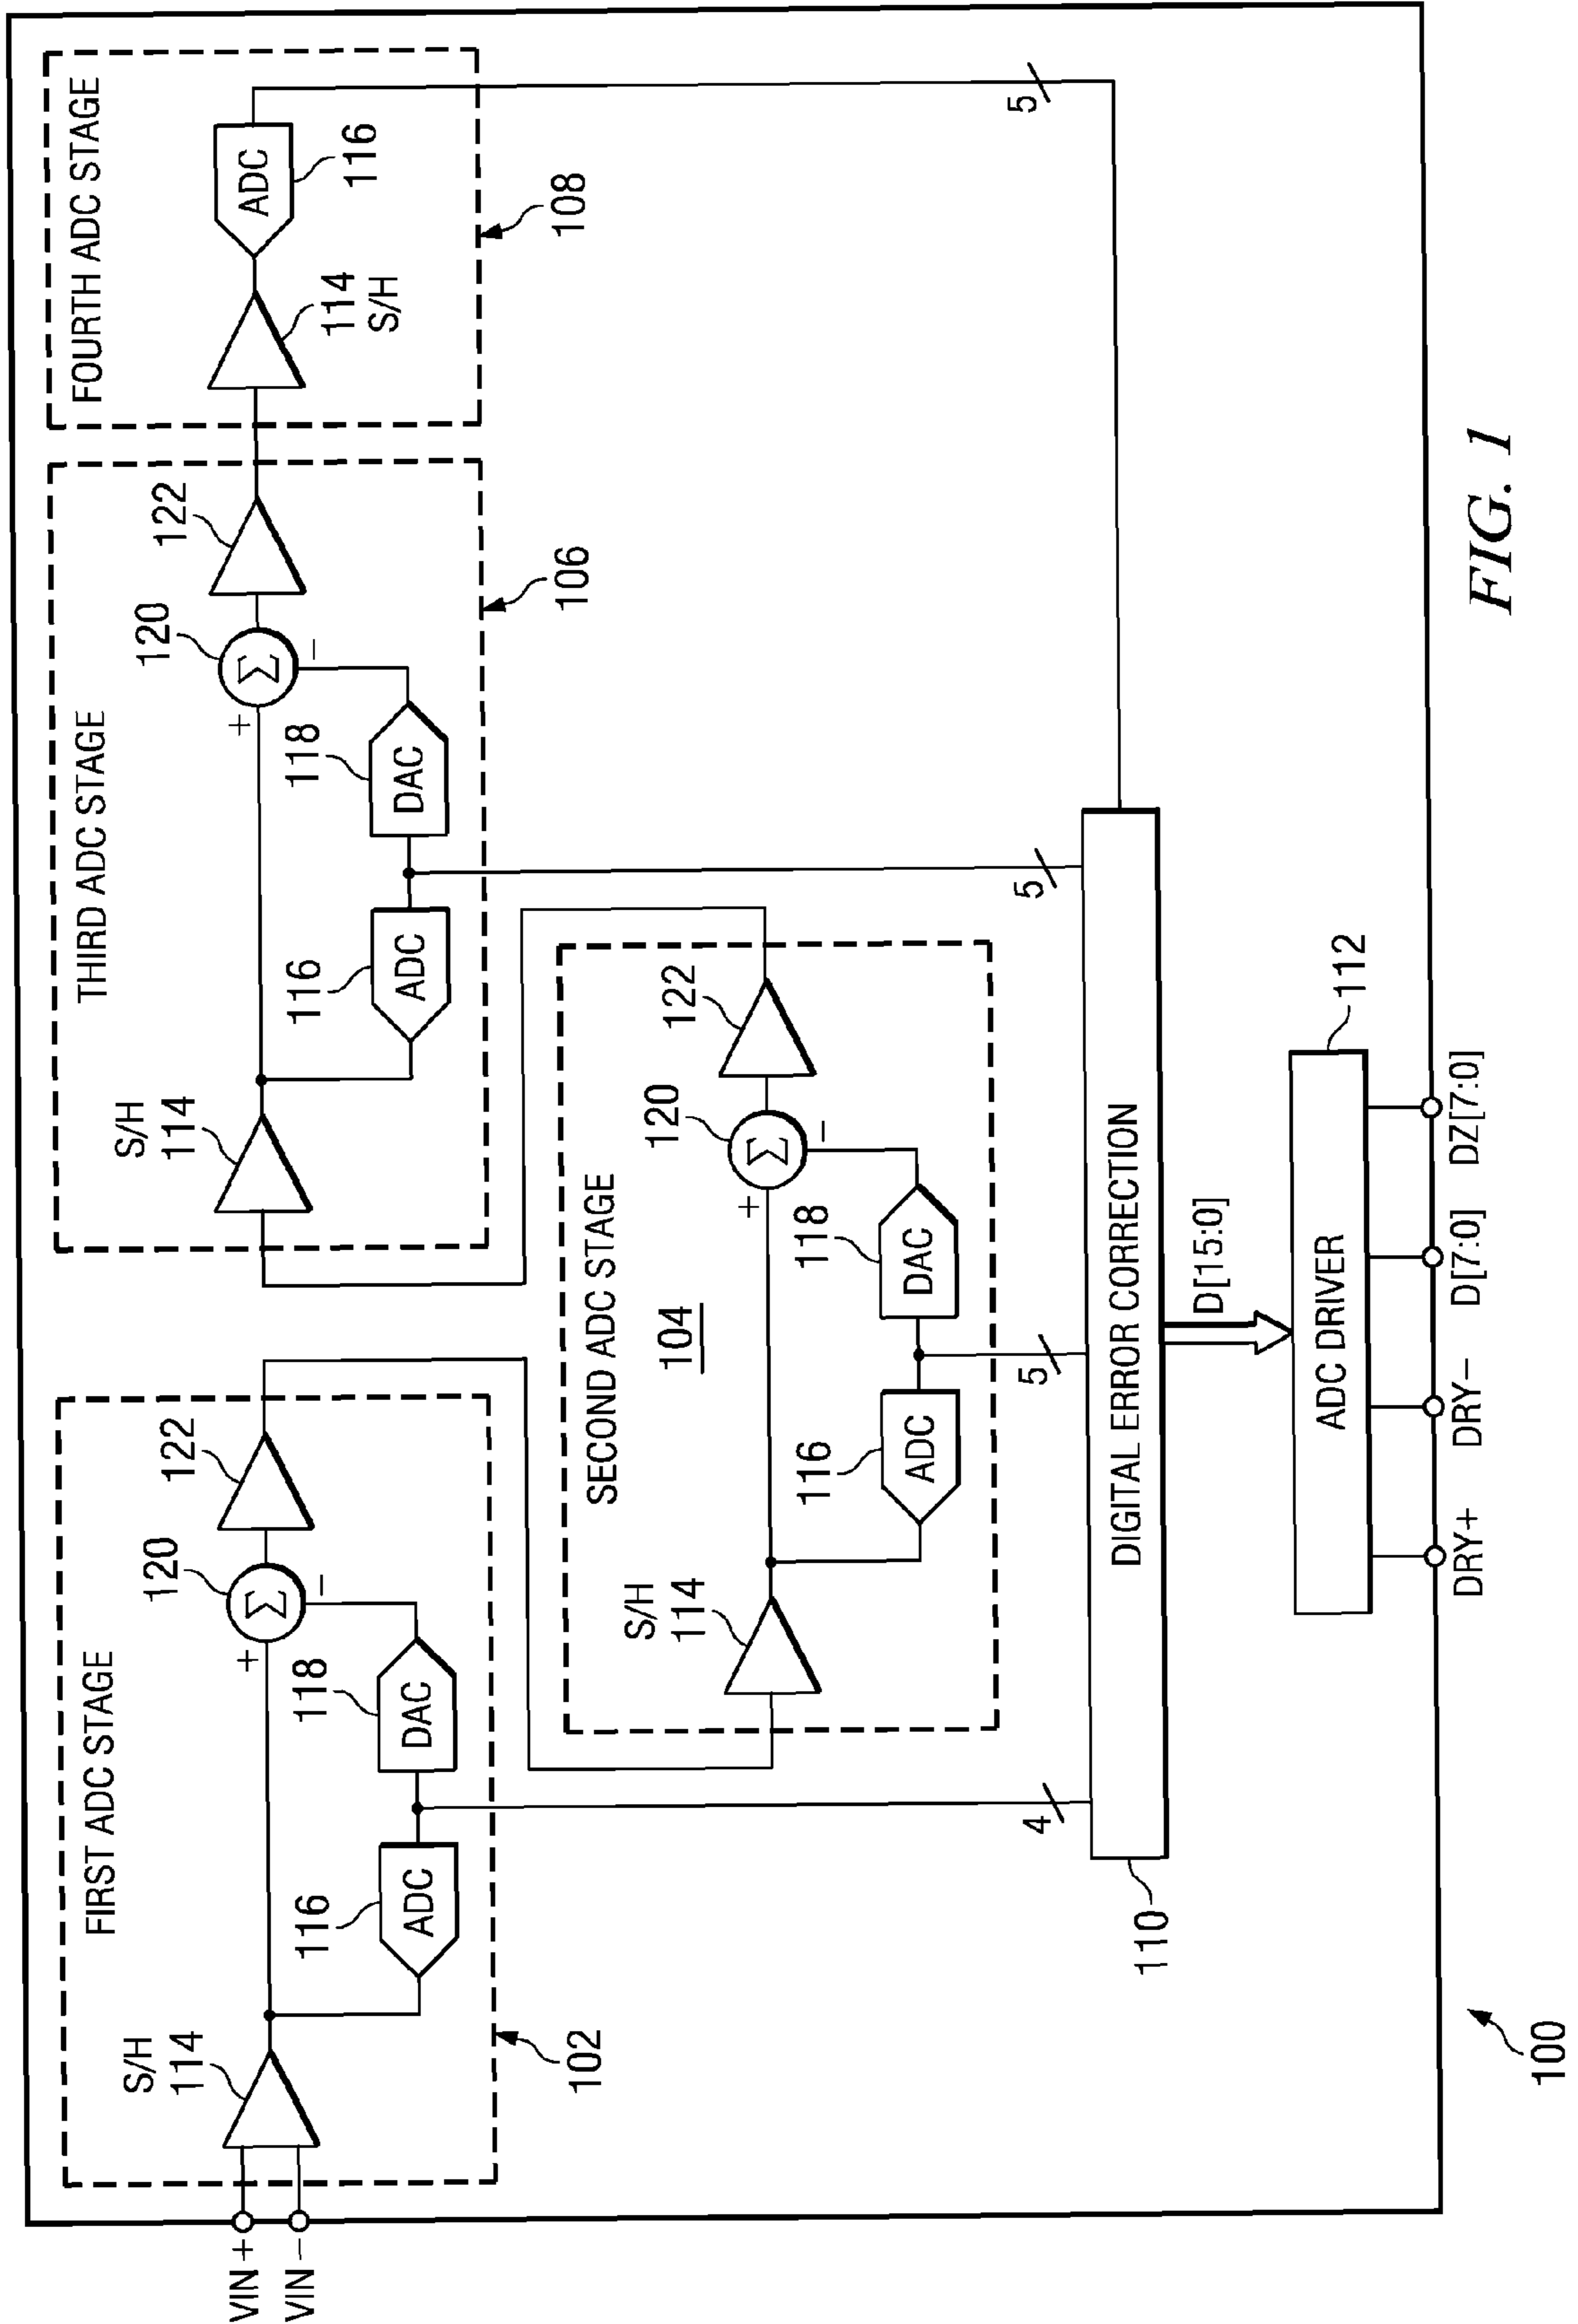 FIRST ADC STAGE
S/H
114
116
ADC
118
DAC
120
Σ
+
−
122
102
VIN +
VIN −
THIRD ADC STAGE
S/H
114
116
ADC
118
DAC
120
Σ
+
−
122
106
FOURTH ADC STAGE
ADC
116
114
S/H
108
SECOND ADC STAGE
104
S/H
114
116
ADC
118
DAC
120
Σ
+
−
122
4
5
5
5
DIGITAL ERROR CORRECTION
110
D[15:0]
ADC DRIVER
112
DRY+
DRY−
D[7:0]
DZ[7:0]
100
FIG. 1